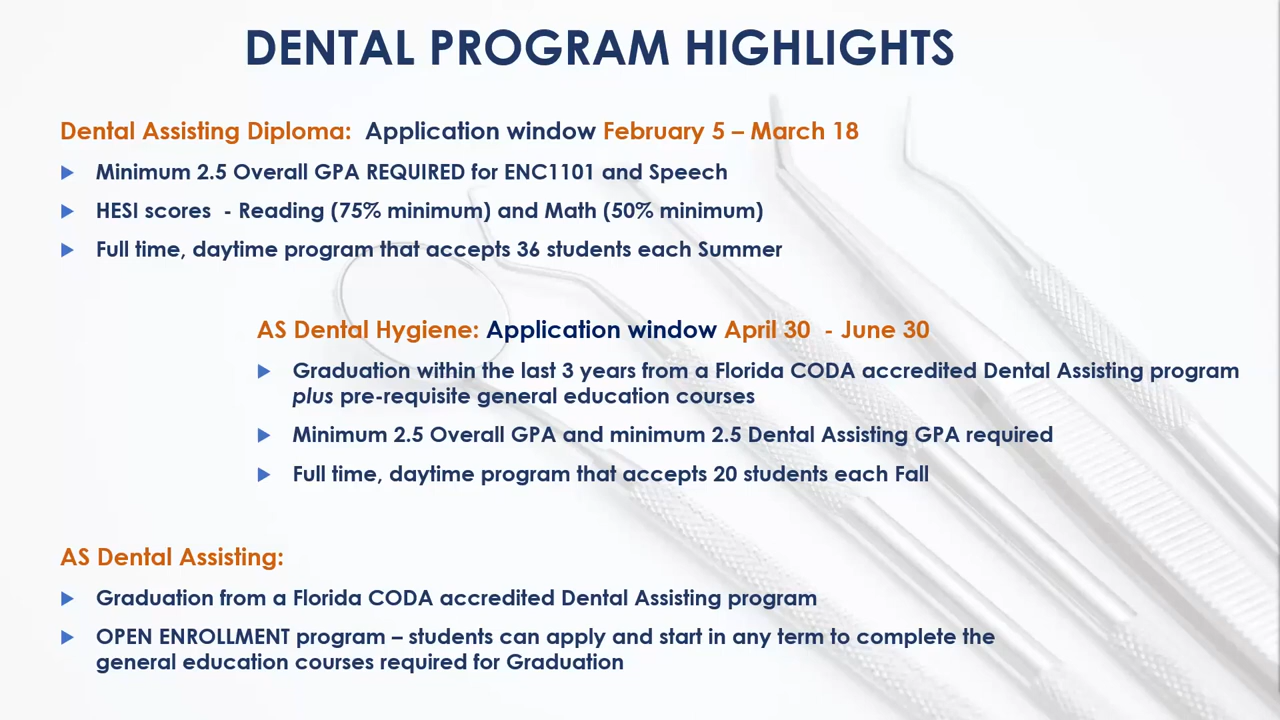 DENTAL PROGRAM HIGHLIGHTS
Dental Assisting Diploma: Application window February 5 – March 18
Minimum 2.5 Overall GPA REQUIRED for ENC1101 and Speech
HESI scores - Reading (75% minimum) and Math (50% minimum)
Full time, daytime program that accepts 36 students each Summer
AS Dental Hygiene: Application window April 30 - June 30
Graduation within the last 3 years from a Florida CODA accredited Dental Assisting program
plus pre-requisite general education courses
Minimum 2.5 Overall GPA and minimum 2.5 Dental Assisting GPA required
Full time, daytime program that accepts 20 students each Fall
AS Dental Assisting:
Graduation from a Florida CODA accredited Dental Assisting program
OPEN ENROLLMENT program – students can apply and start in any term to complete the
general education courses required for Graduation